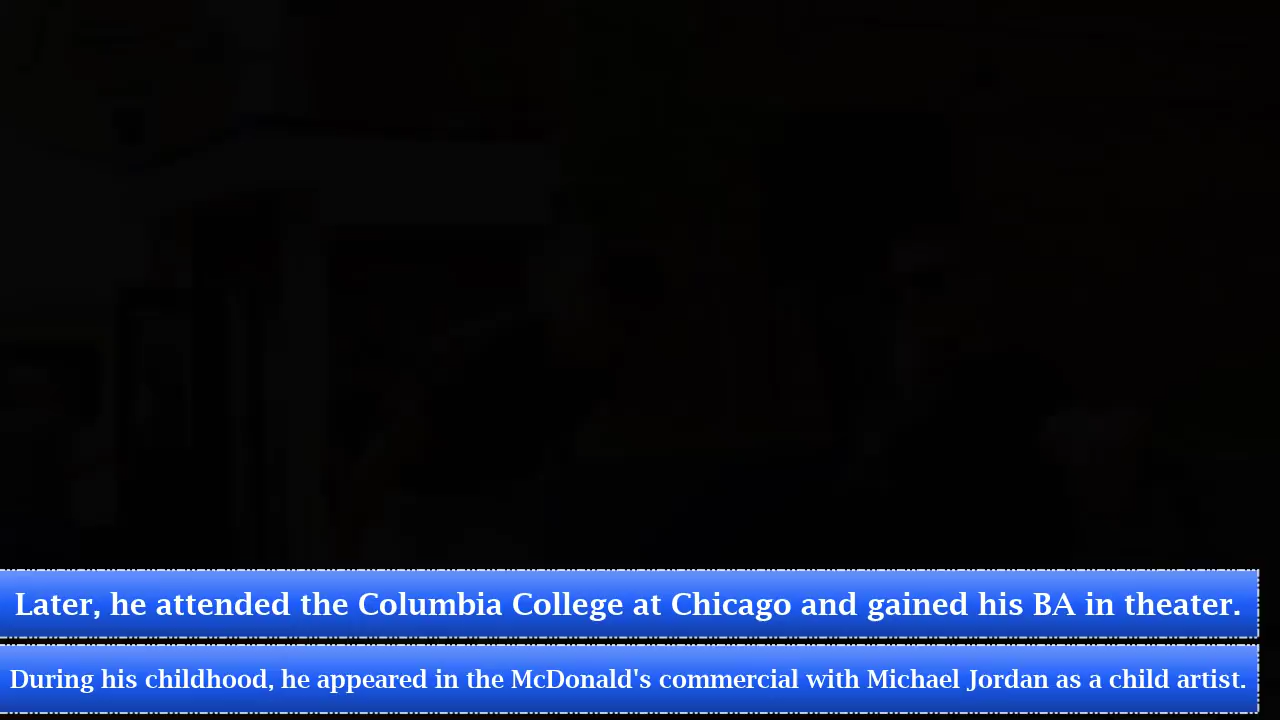 Later, he attended the Columbia College at Chicago and gained his BA in theater.
During his childhood, he appeared in the McDonald's commercial with Michael Jordan as a child artist.